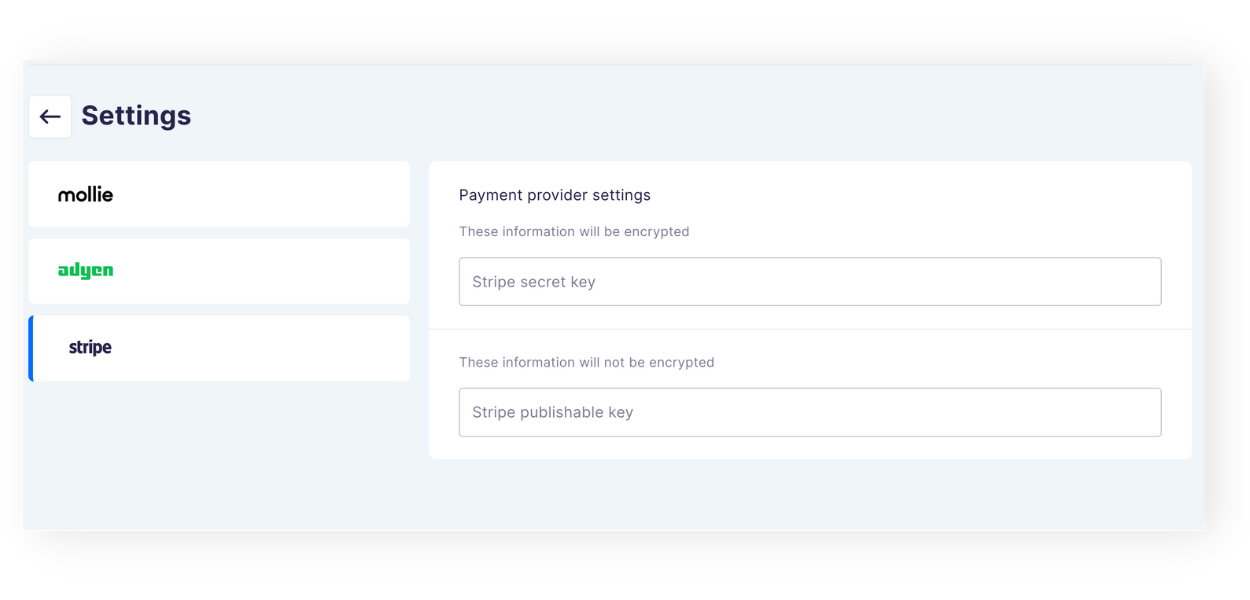 Settings
mollie
adyen
stripe
Payment provider settings
These information will be encrypted
Stripe secret key
These information will not be encrypted
Stripe publishable key